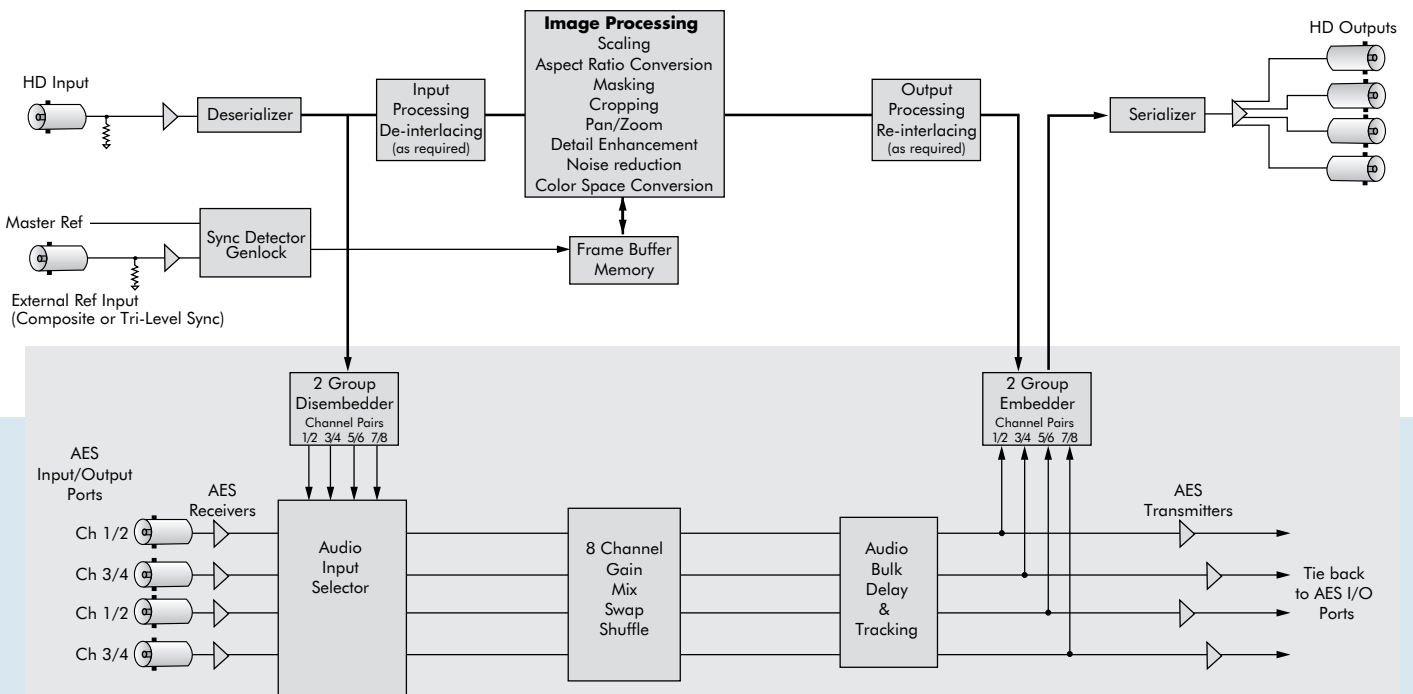 HD Input
Deserializer
Input
Processing
De-interlacing
(as required)
Image Processing
Scaling
Aspect Ratio Conversion
Masking
Cropping
Pan/Zoom
Detail Enhancement
Noise reduction
Color Space Conversion
Output
Processing
Re-interlacing
(as required)
Serializer
HD Outputs
Master Ref
Sync Detector
Genlock
Frame Buffer
Memory
External Ref Input
(Composite or Tri-Level Sync)
2 Group
Disembedder
Channel Pairs
1/2 3/4 5/6 7/8
2 Group
Embedder
Channel Pairs
1/2 3/4 5/6 7/8
AES
Input/Output
Ports
AES
Receivers
Ch 1/2
Ch 3/4
Ch 1/2
Ch 3/4
Audio
Input
Selector
8 Channel
Gain
Mix
Swap
Shuffle
Audio
Bulk
Delay
&
Tracking
AES
Transmitters
Tie back
to AES I/O
Ports